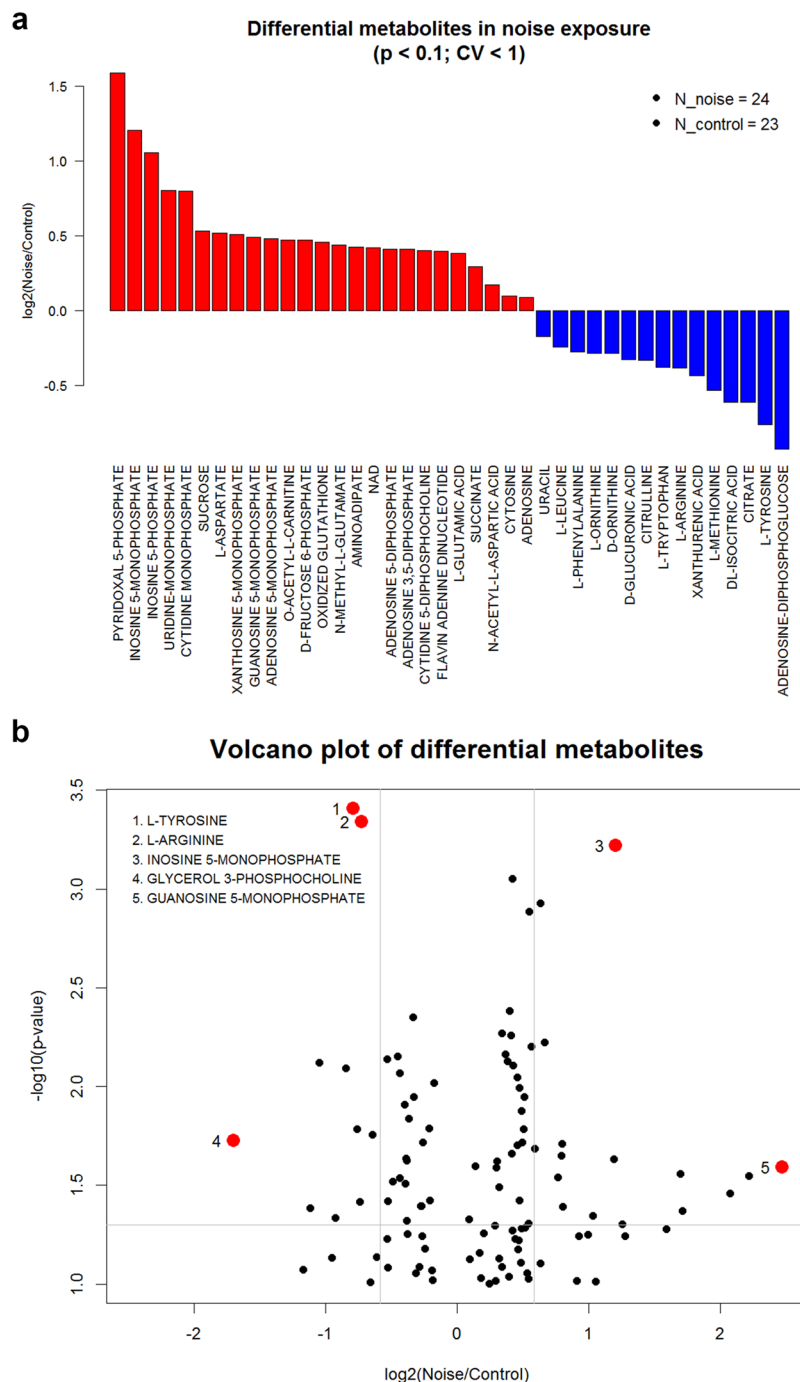 a
Differential metabolites in noise exposure
(p < 0.1; CV < 1)
N_noise = 24
N_control = 23
log2(Noise/Control)
1.5
1.0
0.5
0.0
-0.5
PYRIDOXAL 5-PHOSPHATE
INOSINE 5-MONOPHOSPHATE
INOSINE 5-PHOSPHATE
URIDINE-MONOPHOSPHATE
CYTIDINE MONOPHOSPHATE
SUCROSE
L-ASPARTATE
XANTHOSINE 5-MONOPHOSPHATE
GUANOSINE 5-MONOPHOSPHATE
ADENOSINE 5-MONOPHOSPHATE
O-ACETYL-L-CARNITINE
D-FRUCTOSE 6-PHOSPHATE
OXIDIZED GLUTATHIONE
N-METHYL-L-GLUTAMATE
AMINOADIPATE
NAD
ADENOSINE 5-DIPHOSPHATE
ADENOSINE 3,5-DIPHOSPHATE
CYTIDINE 5-DIPHOSPHOCHOLINE
FLAVIN ADENINE DINUCLEOTIDE
L-GLUTAMIC ACID
SUCCINATE
N-ACETYL-L-ASPARTIC ACID
CYTOSINE
ADENOSINE
URACIL
L-LEUCINE
L-PHENYLALANINE
L-ORNITHINE
D-ORNITHINE
D-GLUCURONIC ACID
CITRULLINE
L-TRYPTOPHAN
L-ARGININE
XANTHURENIC ACID
L-METHIONINE
DL-ISOCITRIC ACID
CITRATE
L-TYROSINE
ADENOSINE-DIPHOSPHOGLUCOSE
b
Volcano plot of differential metabolites
1. L-TYROSINE
2. L-ARGININE
3. INOSINE 5-MONOPHOSPHATE
4. GLYCEROL 3-PHOSPHOCHOLINE
5. GUANOSINE 5-MONOPHOSPHATE
1
2
3
4
5
-log10(p-value)
3.5
3.0
2.5
2.0
1.5
1.0
-2
-1
0
1
2
log2(Noise/Control)